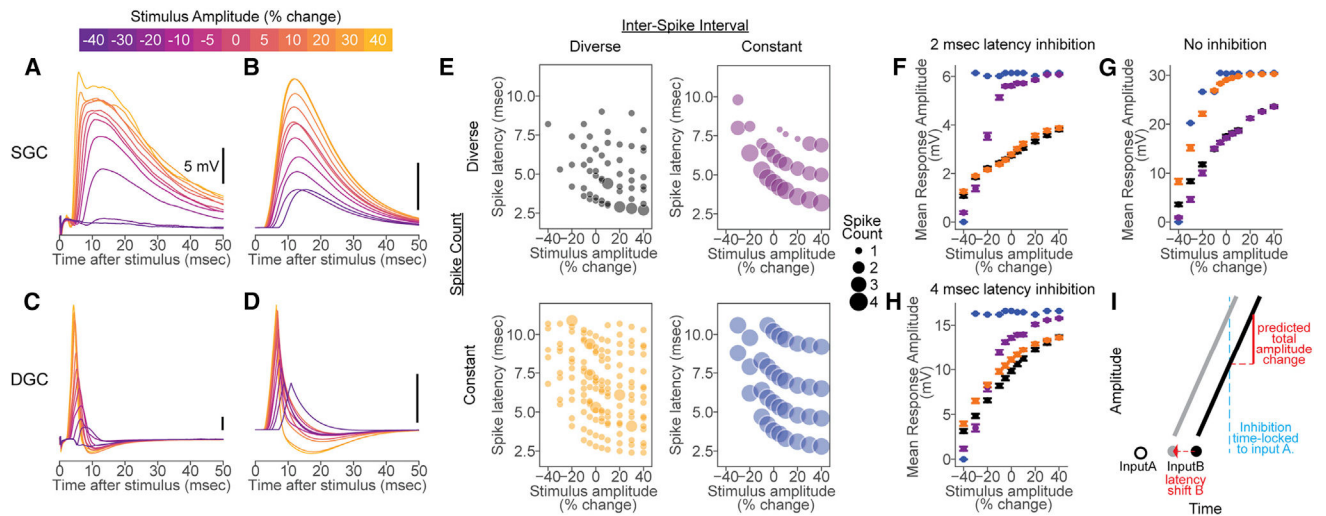 Stimulus Amplitude (% change)
-40 -30 -20 -10 -5 0 5 10 20 30 40
A
B
SGC
5 mV
0 10 20 30 40 50
Time after stimulus (msec)
0 10 20 30 40 50
Time after stimulus (msec)
C
D
DGC
0 10 20 30 40 50
Time after stimulus (msec)
0 10 20 30 40 50
Time after stimulus (msec)
E
Inter-Spike Interval
Diverse
Constant
Spike Count
Diverse
Spike latency (msec)
10.0
7.5
5.0
2.5
−40−20 0 20 40
Stimulus amplitude
(% change)
Spike latency (msec)
10.0
7.5
5.0
2.5
−40−20 0 20 40
Stimulus amplitude
(% change)
Spike
Count
1
2
3
4
Constant
Spike latency (msec)
10.0
7.5
5.0
2.5
−40−20 0 20 40
Stimulus amplitude
(% change)
Spike latency (msec)
10.0
7.5
5.0
2.5
−40−20 0 20 40
Stimulus amplitude
(% change)
F
2 msec latency inhibition
Mean Response Amplitude
(mV)
6
4
2
0
−40−20 0 20 40
Stimulus amplitude
(% change)
G
No inhibition
Mean Response Amplitude
(mV)
30
20
10
0
−40−20 0 20 40
Stimulus amplitude
(% change)
H
4 msec latency inhibition
Mean Response Amplitude
(mV)
15
10
5
0
−40−20 0 20 40
Stimulus amplitude
(% change)
I
Amplitude
predicted
total
amplitude
change
Inhibition
time-locked
to input A.
InputA
InputB
latency
shift B
Time